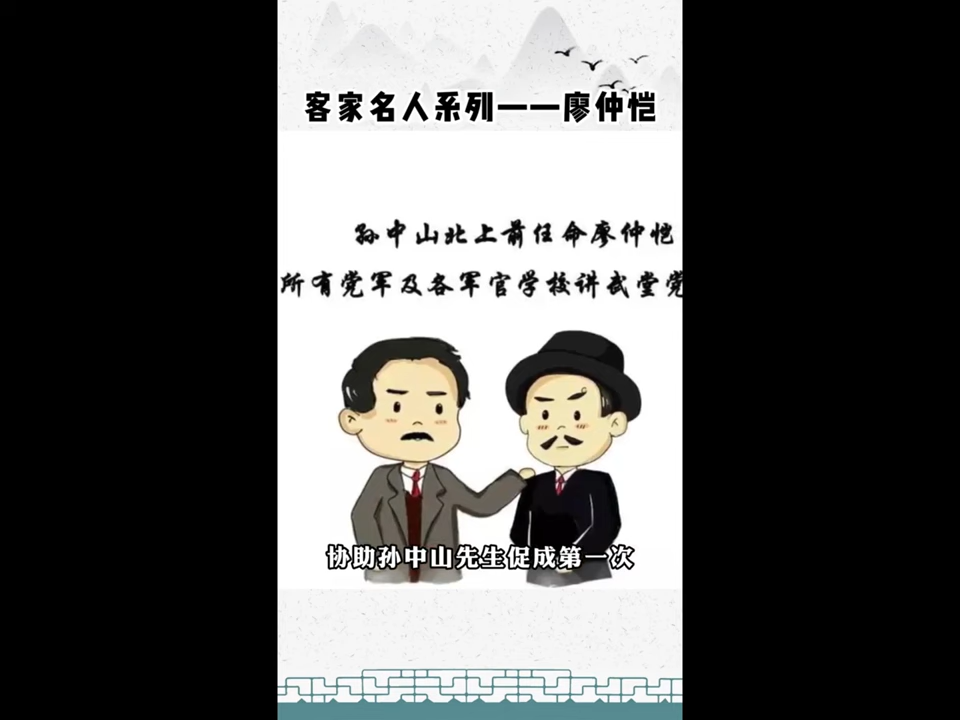 客家名人系列——廖仲恺
孙中山北上前任命廖仲恺
所有党军及各军官学校讲武堂党
协助孙中山先生促成第一次